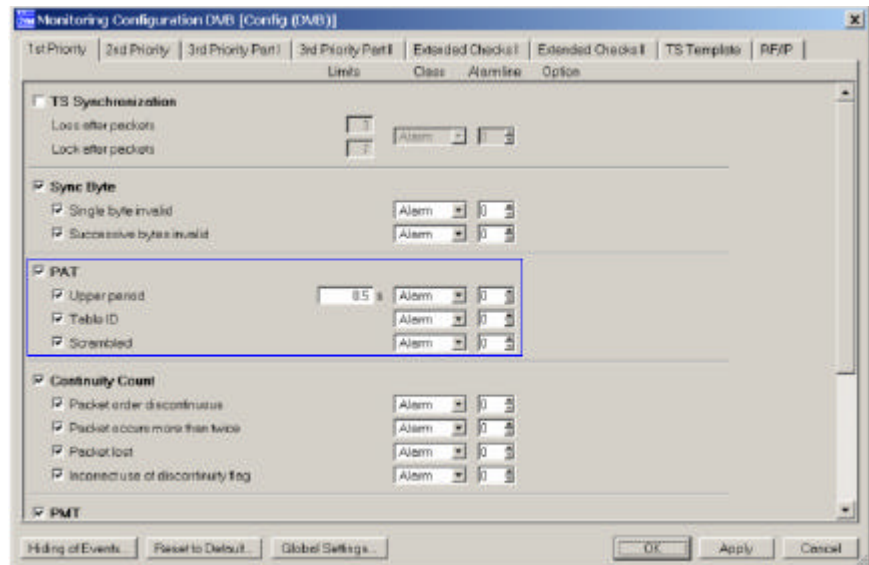 Monitoring Configuration DVB [Config (DVB)]
1st Priority 2nd Priority 3rd Priority Part I 3rd Priority Part II Extended Checks I Extended Checks II TS Template RF/IP
Limits Class Alarmline Option
TS Synchronization
Loss after packets
Lock after packets
Alarm
Sync Byte
Single byte invalid Alarm 0
Successive bytes invalid Alarm 0
PAT
Upper period 0.5 s Alarm 0
Table ID Alarm 0
Scrambled Alarm 0
Continuity Count
Packet order discontinuous Alarm 0
Packet occurs more than twice Alarm 0
Packet lost Alarm 0
Incorrect use of discontinuity flag Alarm 0
PMT
Hiding of Events... Reset to Default... Global Settings... OK Apply Cancel